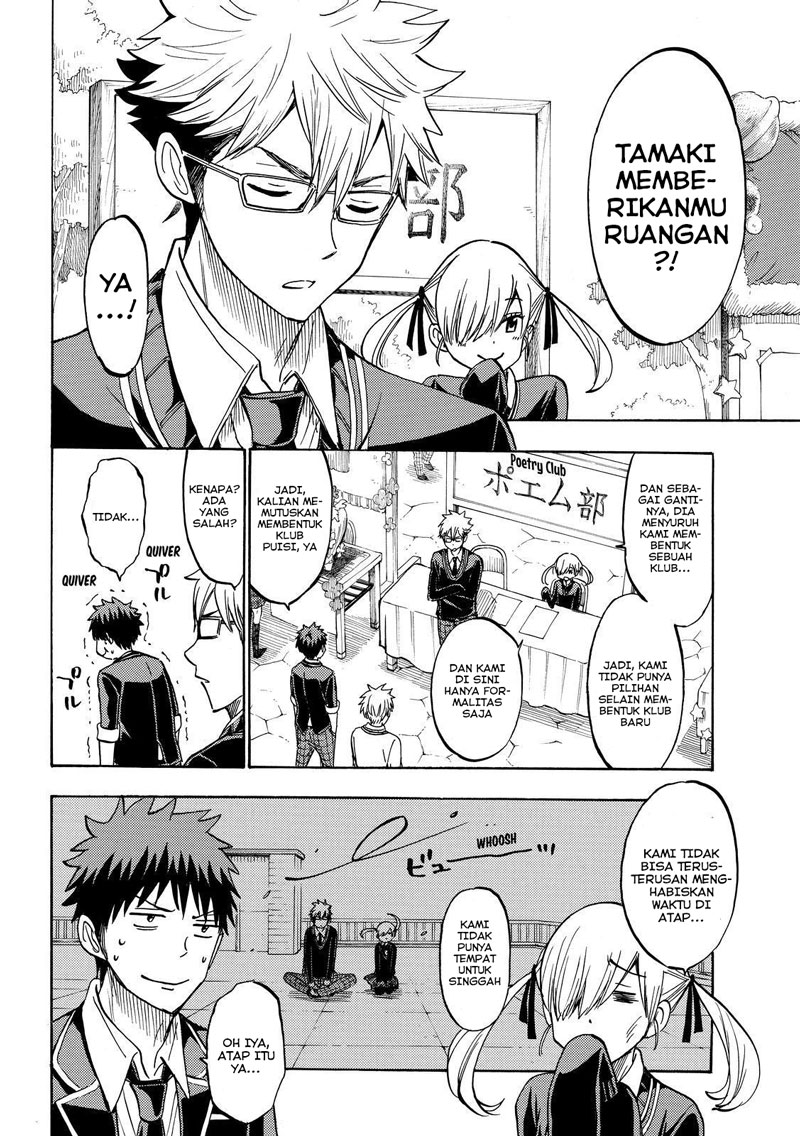 TAMAKI
MEMBE-
RIKANMU
RUANGAN
?!
YA
...!
部
DAN SEBA-
GAI GANTI-
NYA, DIA
MENYURUH
KAMI MEM-
BENTUK
SEBUAH
KLUB...
JADI, KAMI
TIDAK PUNYA
PILIHAN
SELAIN MEM-
BENTUK KLUB
BARU
Poetry Club
ポエム部
DAN KAMI
DI SINI
HANYA FOR-
MALITAS
SAJA
JADI,
KALIAN ME-
MUTUSKAN
MEMBENTUK
KLUB
PUISI, YA
KENAPA?
ADA
YANG
SALAH?
TIDAK...
QUIVER
プル
QUIVER
プル
KAMI TIDAK
BISA TERUS-
TERUSAN MENG-
HABISKAN
WAKTU DI
ATAP...
WHOOSH
ビュー
KAMI
TIDAK
PUNYA
TEMPAT
UNTUK
SINGGAH
OH IYA,
ATAP ITU
YA...